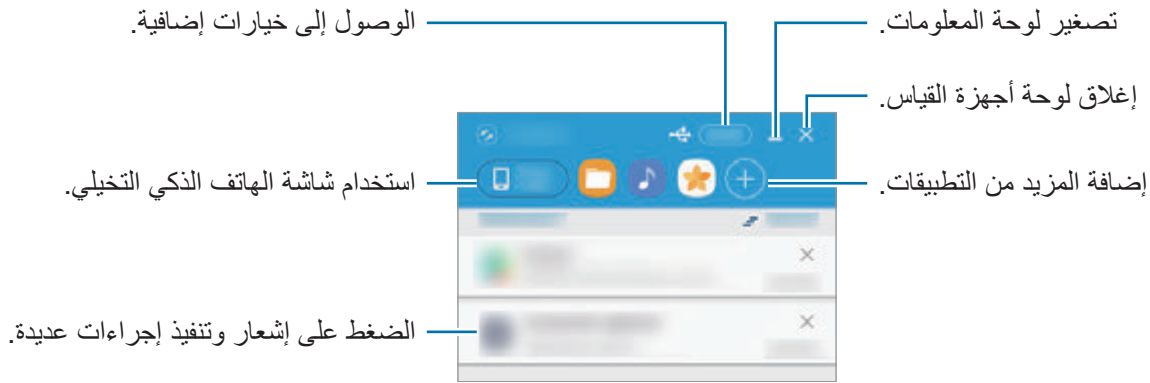 تصغير لوحة المعلومات.
الوصول إلى خيارات إضافية.
إغلاق لوحة أجهزة القياس.
استخدام شاشة الهاتف الذكي التخيلي.
إضافة المزيد من التطبيقات.
الضغط على إشعار وتنفيذ إجراءات عديدة.